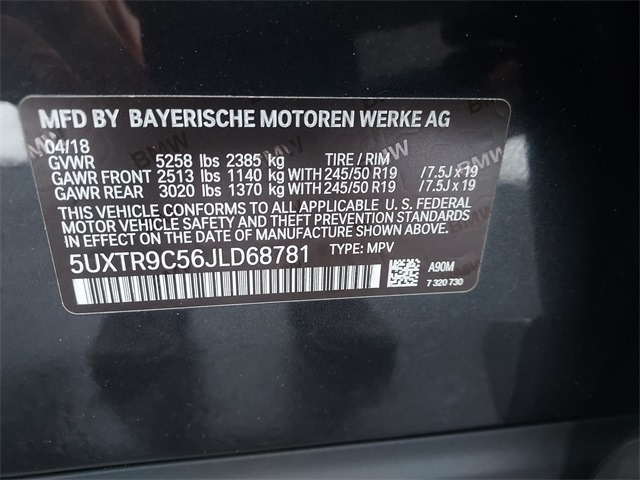 MFD BY BAYERISCHE MOTOREN WERKE AG
04/18
GVWR 5258 lbs 2385 kg TIRE / RIM
GAWR FRONT 2513 lbs 1140 kg WITH 245/50 R19 /7.5J x 19
GAWR REAR 3020 lbs 1370 kg WITH 245/50 R19 /7.5J x 19
THIS VEHICLE CONFORMS TO ALL APPLICABLE U. S. FEDERAL
MOTOR VEHICLE SAFETY AND THEFT PREVENTION STANDARDS
IN EFFECT ON THE DATE OF MANUFACTURE SHOWN ABOVE.
5UXTR9C56JLD68781 TYPE: MPV
A90M
7 320 730